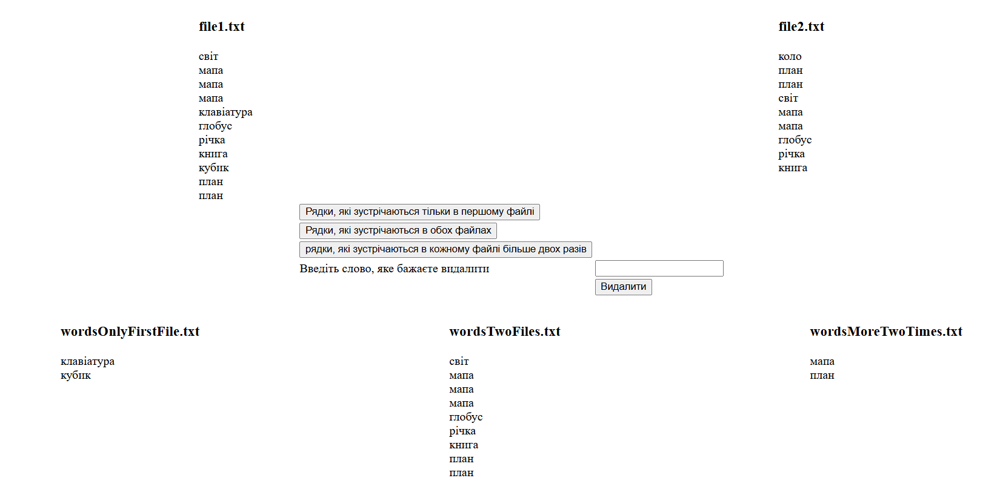 file1.txt
світ
мапа
мапа
мапа
клавіатура
глобус
річка
книга
кубик
план
план
file2.txt
коло
план
план
світ
мапа
мапа
глобус
річка
книга
Рядки, які зустрічаються тільки в першому файлі
Рядки, які зустрічаються в обох файлах
рядки, які зустрічаються в кожному файлі більше двох разів
Введіть слово, яке бажаєте видалити
Видалити
wordsOnlyFirstFile.txt
клавіатура
кубик
wordsTwoFiles.txt
світ
мапа
мапа
мапа
глобус
річка
книга
план
план
wordsMoreTwoTimes.txt
мапа
план